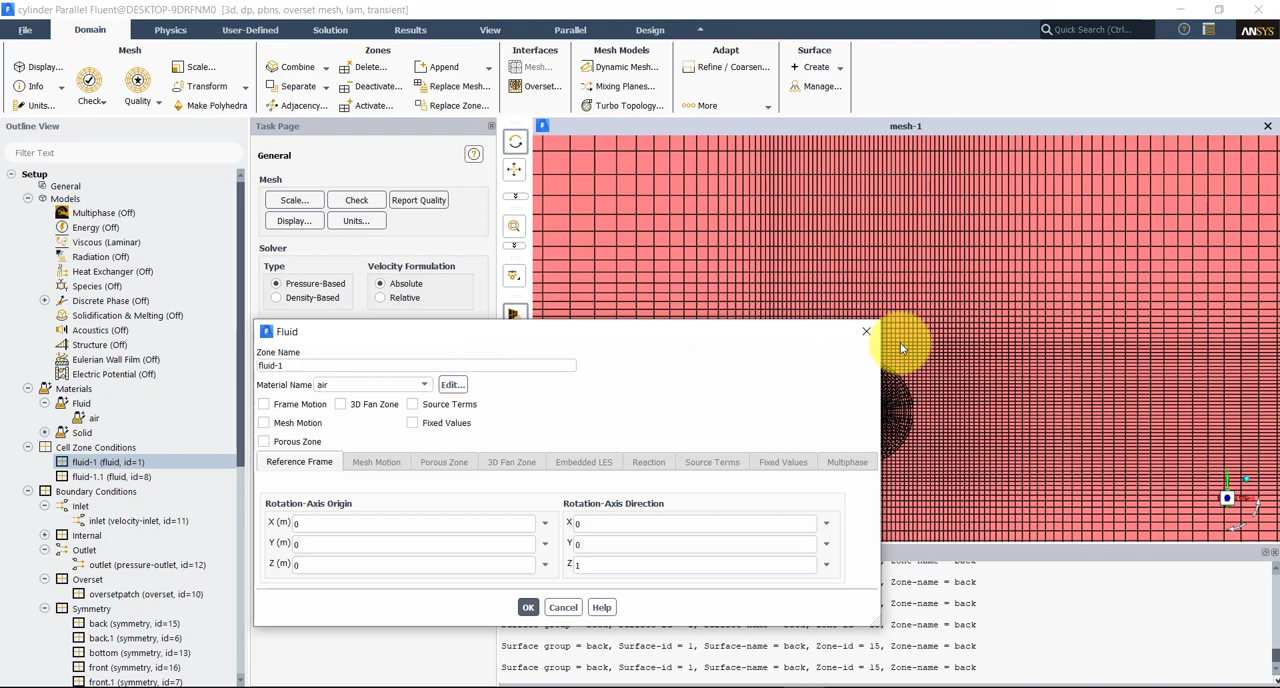 cylinder Parallel Fluent@DESKTOP-9DRFNM0 [3d, dp, pbns, overset mesh, lam, transient]
File Domain Physics User-Defined Solution Results View Parallel Design Quick Search (Ctrl... ANSYS
Mesh Zones Interfaces Mesh Models Adapt Surface
Display... Scale... Combine Delete... Append Mesh... Dynamic Mesh... Refine / Coarsen... Create
Info Transform Separate Deactivate... Replace Mesh... Overset... Mixing Planes... Manage...
Units... Check Quality Make Polyhedra Adjacency... Activate... Replace Zone... Turbo Topology... More
Outline View
Filter Text
Setup
General
Models
Multiphase (Off)
Energy (Off)
Viscous (Laminar)
Radiation (Off)
Heat Exchanger (Off)
Species (Off)
Discrete Phase (Off)
Solidification & Melting (Off)
Acoustics (Off)
Structure (Off)
Eulerian Wall Film (Off)
Electric Potential (Off)
Materials
Fluid
air
Solid
Cell Zone Conditions
fluid-1 (fluid, id=1)
fluid-1.1 (fluid, id=8)
Boundary Conditions
Inlet
inlet (velocity-inlet, id=11)
Internal
Outlet
outlet (pressure-outlet, id=12)
Overset
oversetpatch (overset, id=10)
Symmetry
back (symmetry, id=15)
back.1 (symmetry, id=6)
bottom (symmetry, id=13)
front (symmetry, id=16)
front.1 (symmetry, id=7)
Task Page
General
Mesh
Scale... Check Report Quality
Display... Units...
Solver
Type Velocity Formulation
Pressure-Based Absolute
Density-Based Relative
mesh-1
Fluid
Zone Name
fluid-1
Material Name air Edit...
Frame Motion 3D Fan Zone Source Terms
Mesh Motion Fixed Values
Porous Zone
Reference Frame Mesh Motion Porous Zone 3D Fan Zone Embedded LES Reaction Source Terms Fixed Values Multiphase
Rotation-Axis Origin Rotation-Axis Direction
X (m) 0 X 0
Y (m) 0 Y 0
Z (m) 0 Z 1
OK Cancel Help
, Zone-name = back
, Zone-name = back
, Zone-name = back
Surface group = back, Surface-id = 1, Surface-name = back, Zone-id = 15, Zone-name = back
Surface group = back, Surface-id = 1, Surface-name = back, Zone-id = 15, Zone-name = back